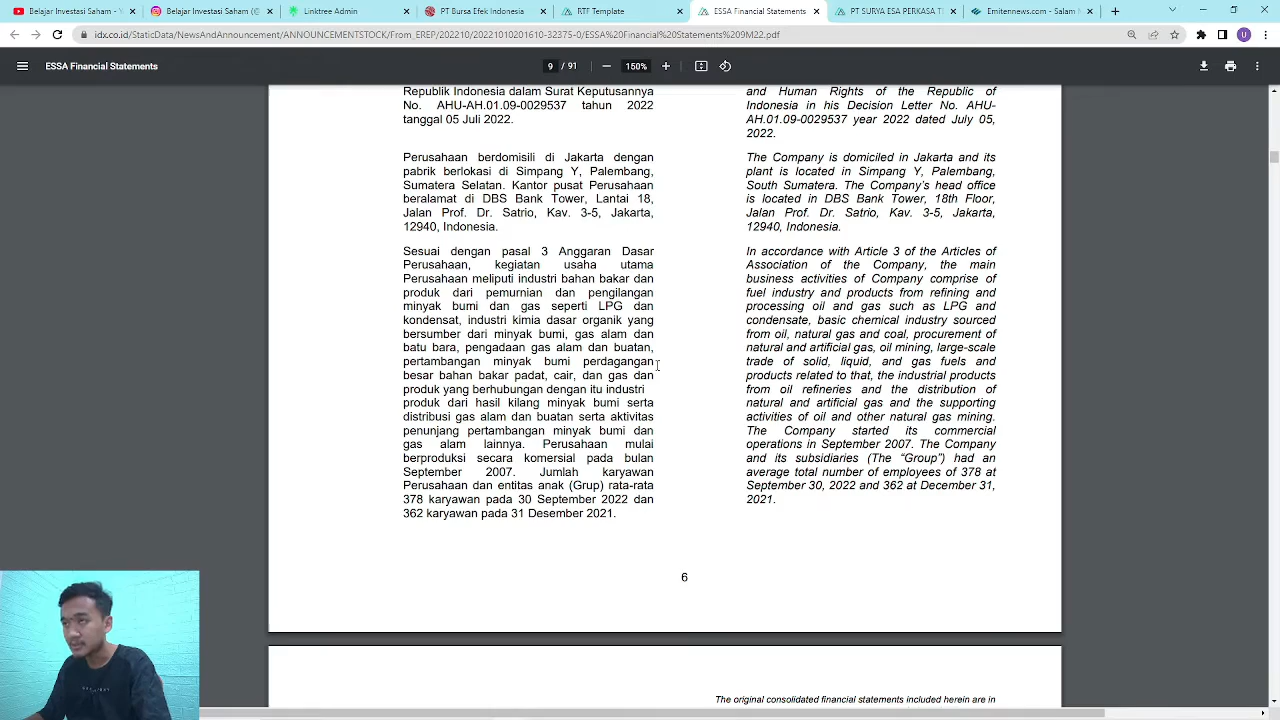 Belajar Investasi Saham -
Belajar Investasi Saham (
Linktree Admin
PT Bursa Efek Indonesia
RTF Template
ESSA Financial Statements
PT SURYA ESA PERKASA T
Emitennews.com - Salam
idx.co.id/StaticData/NewsAndAnnouncement/ANNOUNCEMENTSTOCK/From_EREP/202210/20221010201610-32375-0/ESSA%20Financial%20Statements%209M22.pdf
U
ESSA Financial Statements
9 / 91
150%
Republik Indonesia dalam Surat Keputusannya
No. AHU-AH.01.09-0029537 tahun 2022
tanggal 05 Juli 2022.
Perusahaan berdomisili di Jakarta dengan
pabrik berlokasi di Simpang Y, Palembang,
Sumatera Selatan. Kantor pusat Perusahaan
beralamat di DBS Bank Tower, Lantai 18,
Jalan Prof. Dr. Satrio, Kav. 3-5, Jakarta,
12940, Indonesia.
Sesuai dengan pasal 3 Anggaran Dasar
Perusahaan, kegiatan usaha utama
Perusahaan meliputi industri bahan bakar dan
produk dari pemurnian dan pengilangan
minyak bumi dan gas seperti LPG dan
kondensat, industri kimia dasar organik yang
bersumber dari minyak bumi, gas alam dan
batu bara, pengadaan gas alam dan buatan,
pertambangan minyak bumi perdagangan
besar bahan bakar padat, cair, dan gas dan
produk yang berhubungan dengan itu industri
produk dari hasil kilang minyak bumi serta
distribusi gas alam dan buatan serta aktivitas
penunjang pertambangan minyak bumi dan
gas alam lainnya. Perusahaan mulai
berproduksi secara komersial pada bulan
September 2007. Jumlah karyawan
Perusahaan dan entitas anak (Grup) rata-rata
378 karyawan pada 30 September 2022 dan
362 karyawan pada 31 Desember 2021.
and Human Rights of the Republic of
Indonesia in his Decision Letter No. AHU-
AH.01.09-0029537 year 2022 dated July 05,
2022.
The Company is domiciled in Jakarta and its
plant is located in Simpang Y, Palembang,
South Sumatera. The Company's head office
is located in DBS Bank Tower, 18th Floor,
Jalan Prof. Dr. Satrio, Kav. 3-5, Jakarta,
12940, Indonesia.
In accordance with Article 3 of the Articles of
Association of the Company, the main
business activities of Company comprise of
fuel industry and products from refining and
processing oil and gas such as LPG and
condensate, basic chemical industry sourced
from oil, natural gas and coal, procurement of
natural and artificial gas, oil mining, large-scale
trade of solid, liquid, and gas fuels and
products related to that, the industrial products
from oil refineries and the distribution of
natural and artificial gas and the supporting
activities of oil and other natural gas mining.
The Company started its commercial
operations in September 2007. The Company
and its subsidiaries (The "Group") had an
average total number of employees of 378 at
September 30, 2022 and 362 at December 31,
2021.
6
The original consolidated financial statements included herein are in